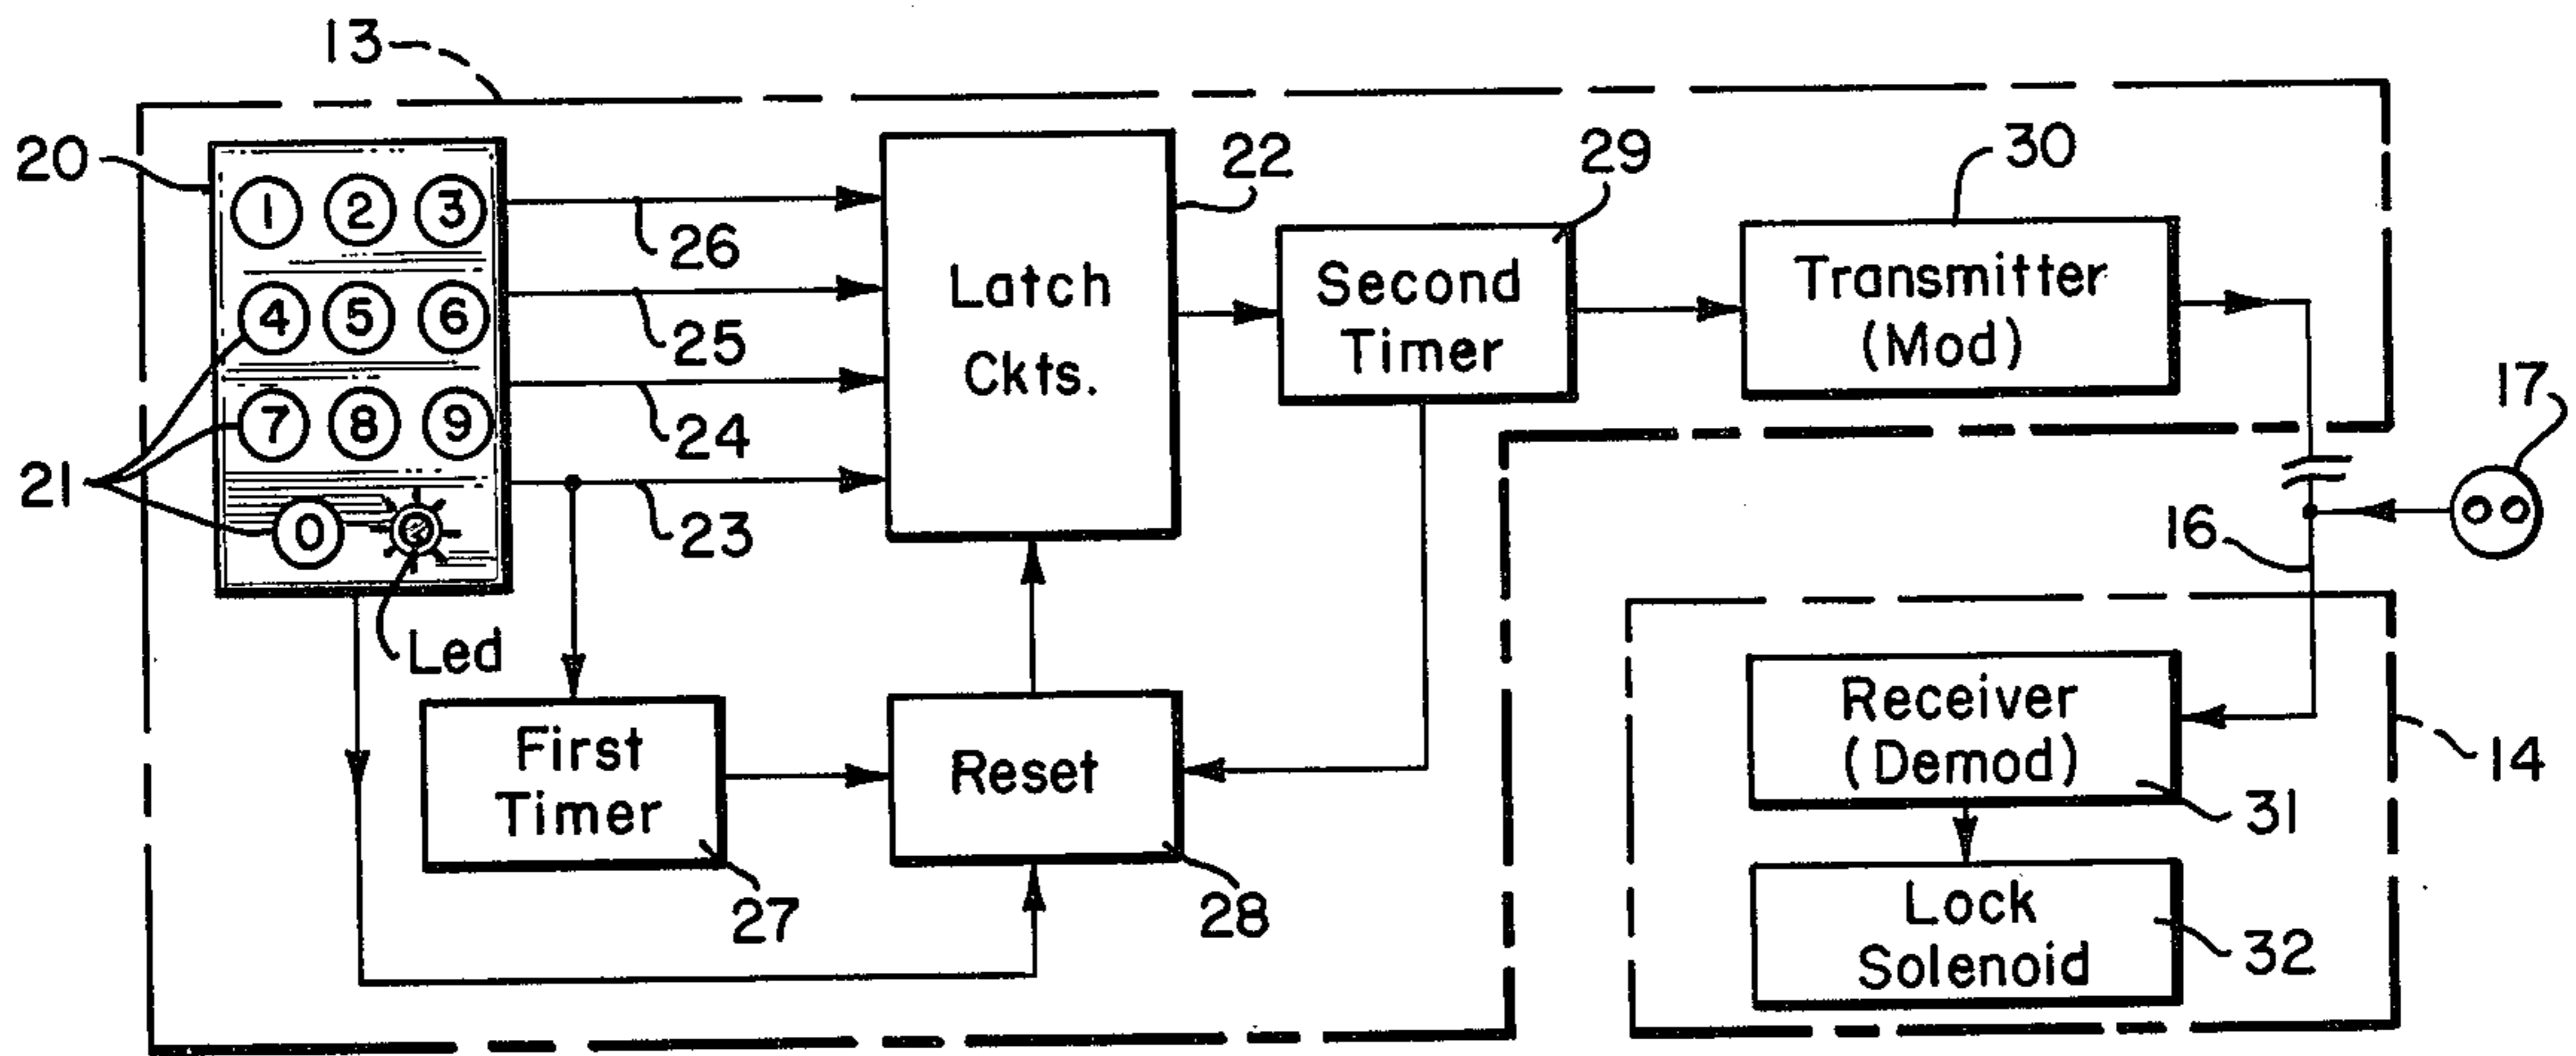 13
20
1 2 3
26
22
29
30
4 5 6
25
Latch
Ckts.
Second
Timer
Transmitter
(Mod)
7 8 9
24
17
21
0
23
16
Led
First
Timer
Reset
Receiver
(Demod)
14
31
27
28
Lock
Solenoid
32